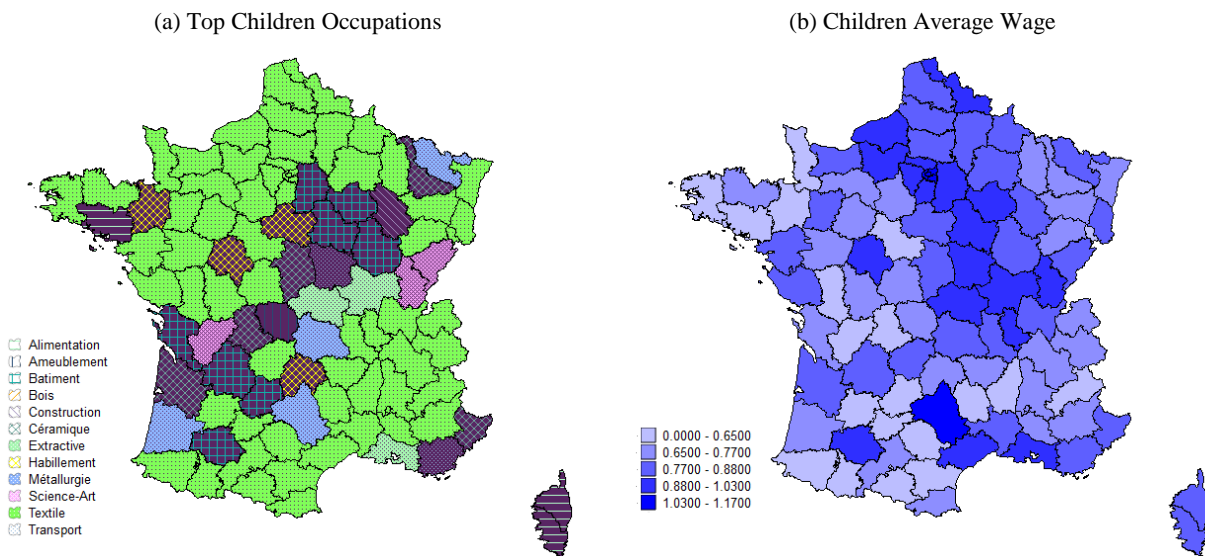 (a) Top Children Occupations
(b) Children Average Wage
Alimentation
Ameublement
Batiment
Bois
Construction
Céramique
Extractive
Habillement
Métallurgie
Science-Art
Textile
Transport
0.0000 - 0.6500
0.6500 - 0.7700
0.7700 - 0.8800
0.8800 - 1.0300
1.0300 - 1.1700